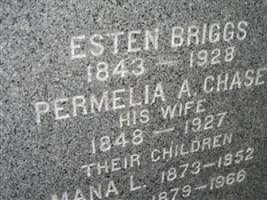 ESTEN BRIGGS
1843 — 1928
PERMELIA A. CHASE
HIS WIFE
1848 — 1927
THEIR CHILDREN
MANA L. 1873-1952
1879-1966